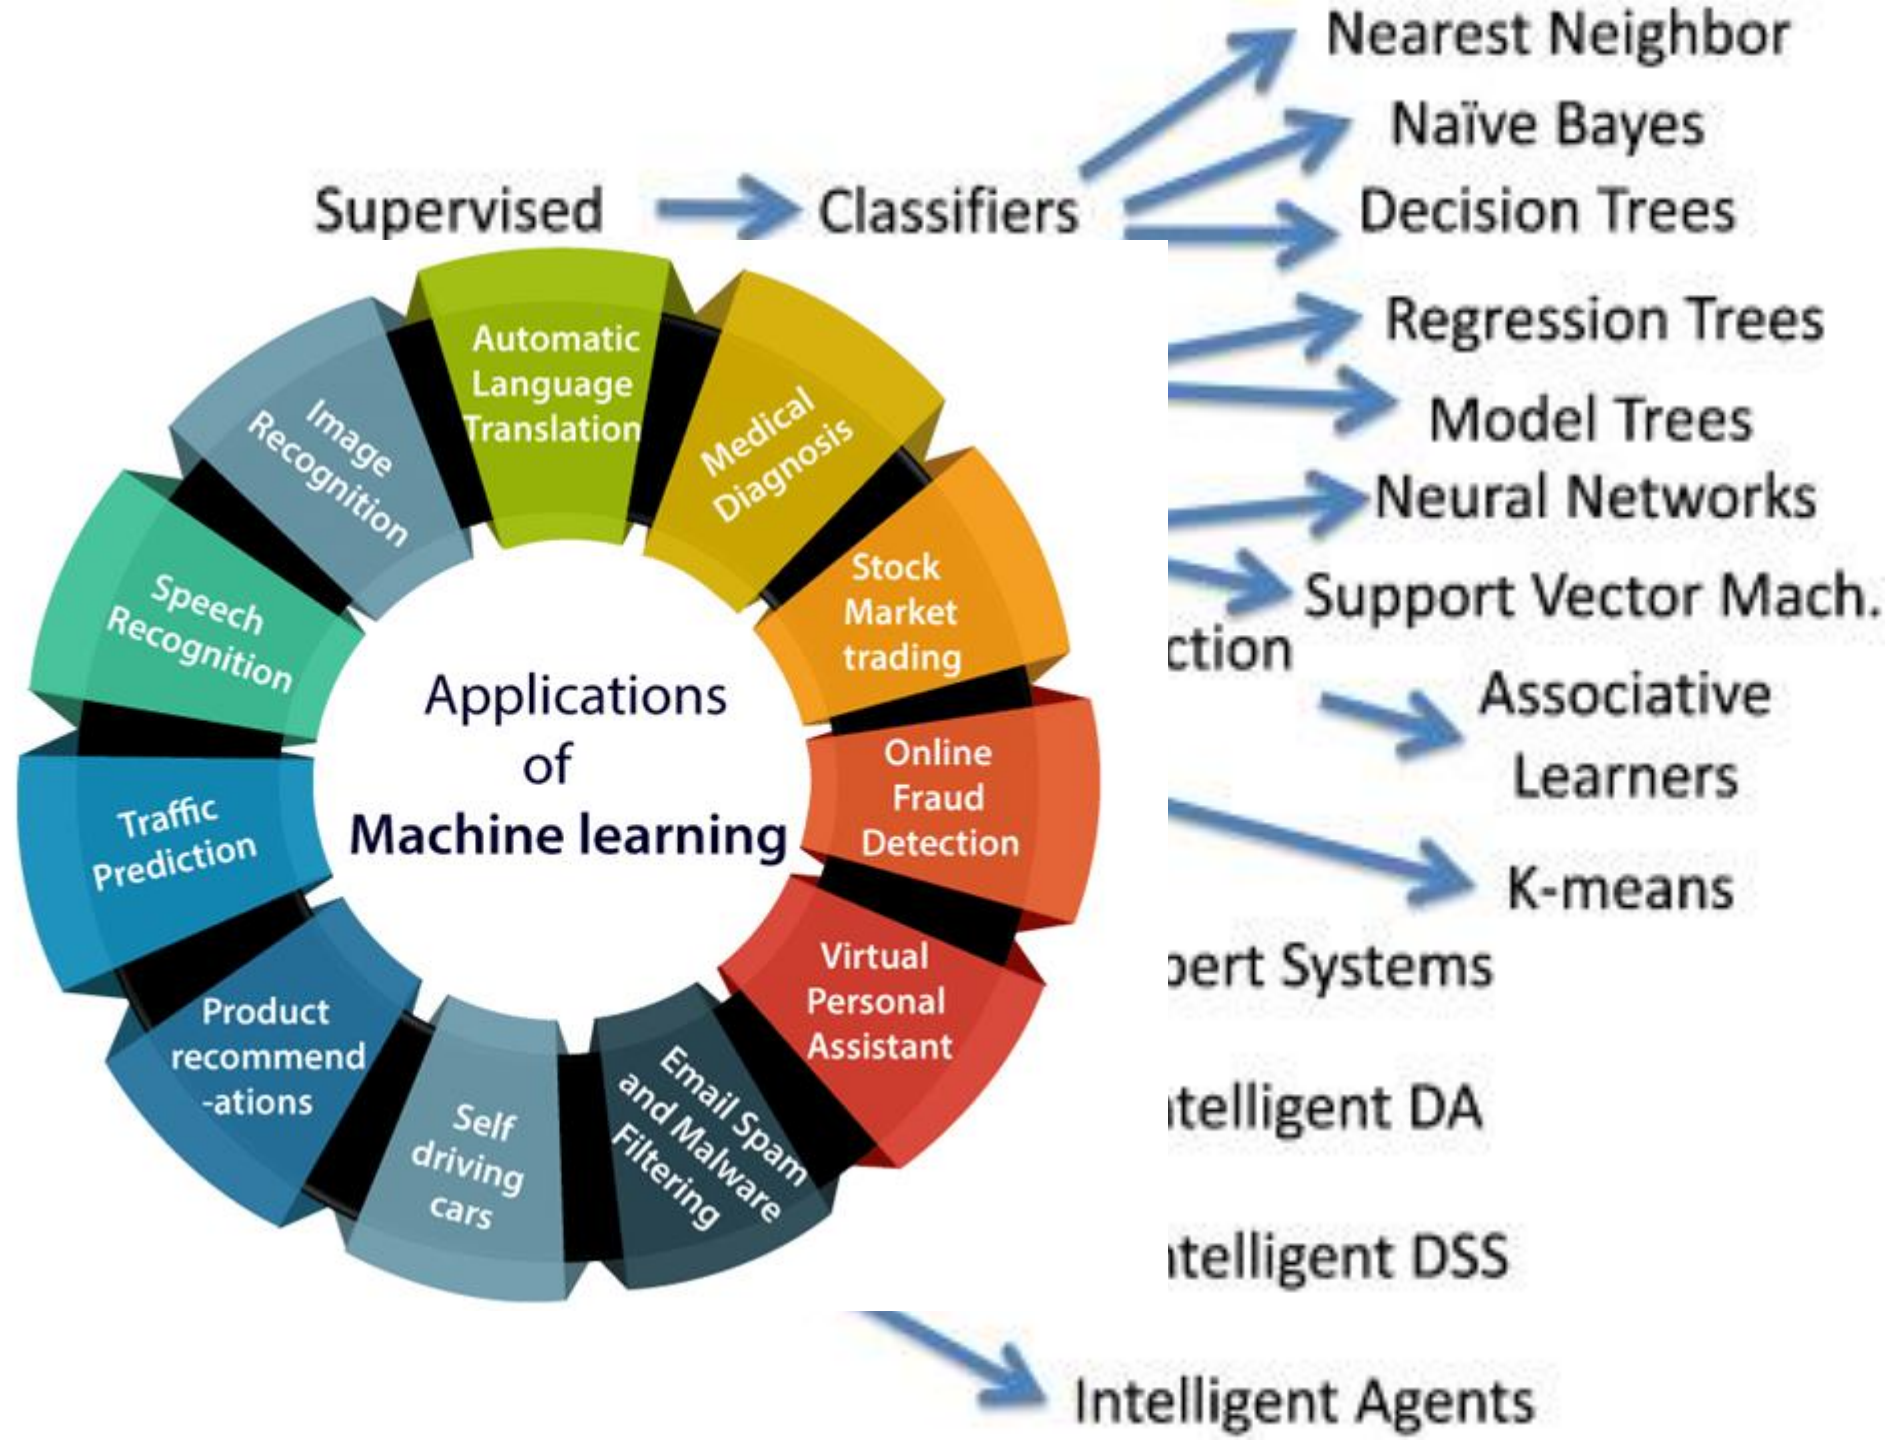 Nearest Neighbor
Naïve Bayes
Supervised
Classifiers
Decision Trees
Regression Trees
Model Trees
Neural Networks
Support Vector Mach.
ction
Associative
Learners
K-means
pert Systems
ntelligent DA
ntelligent DSS
Intelligent Agents
Applications
of
Machine learning
Automatic
Language
Translation
Medical
Diagnosis
Stock
Market
trading
Online
Fraud
Detection
Virtual
Personal
Assistant
Email Spam
and Malware
Filtering
Self
driving
cars
Product
recommend
-ations
Traffic
Prediction
Speech
Recognition
Image
Recognition